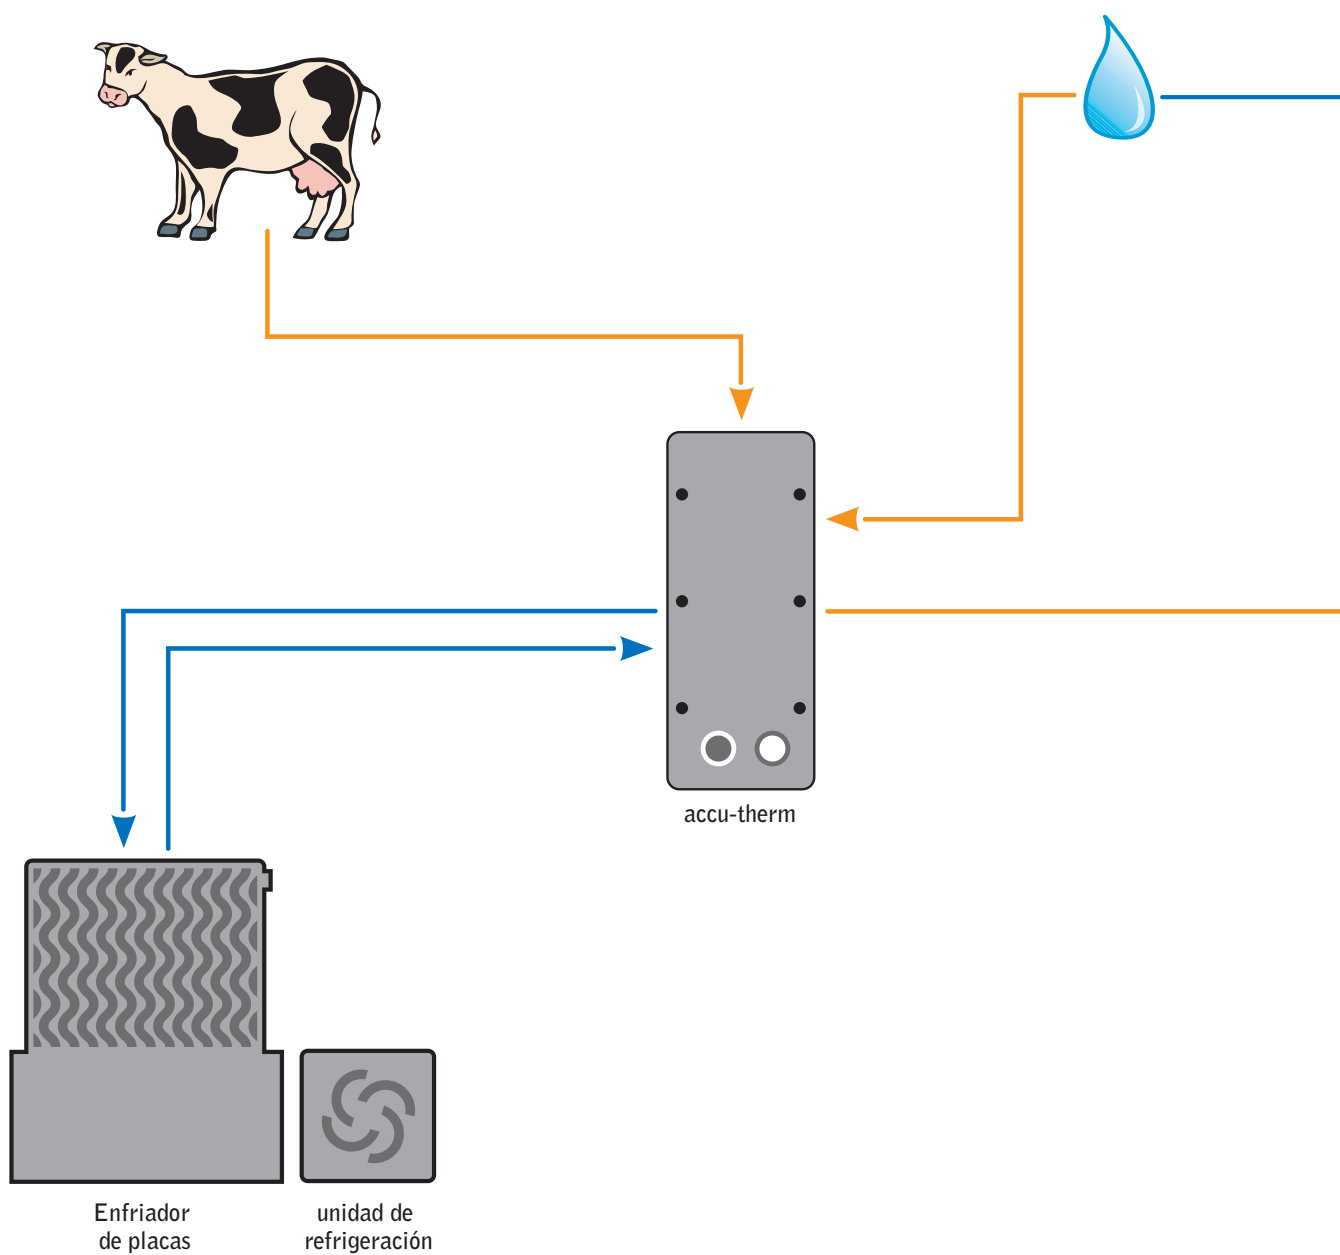 accu-therm
Enfriador
de placas
unidad de
refrigeración